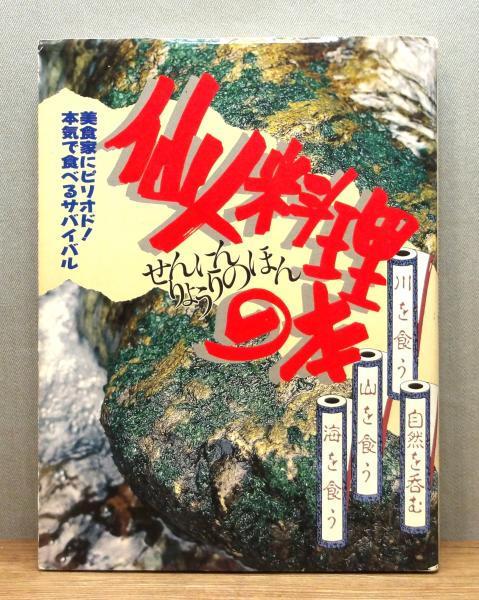 美食家にピリオド!
本気で食べるサバイバル
仙人料理
の本
せんにん
りょうりのほん
川を食う
山を食う
海を食う
自然を呑む